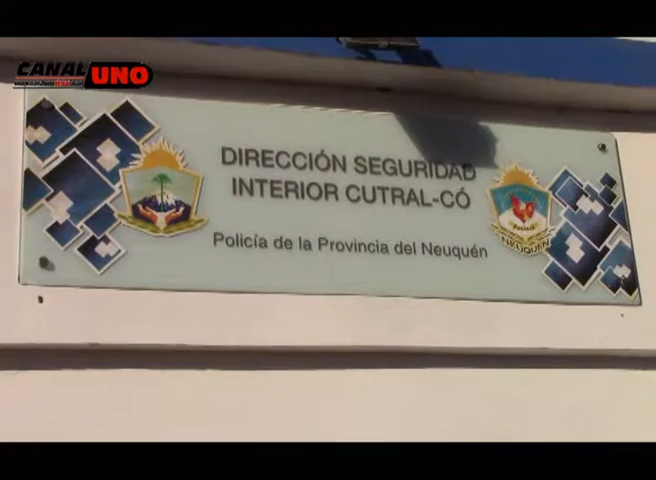 CANAL UNO
DIRECCIÓN SEGURIDAD
INTERIOR CUTRAL-CÓ
Policía de la Provincia del Neuquén
NEUQUEN